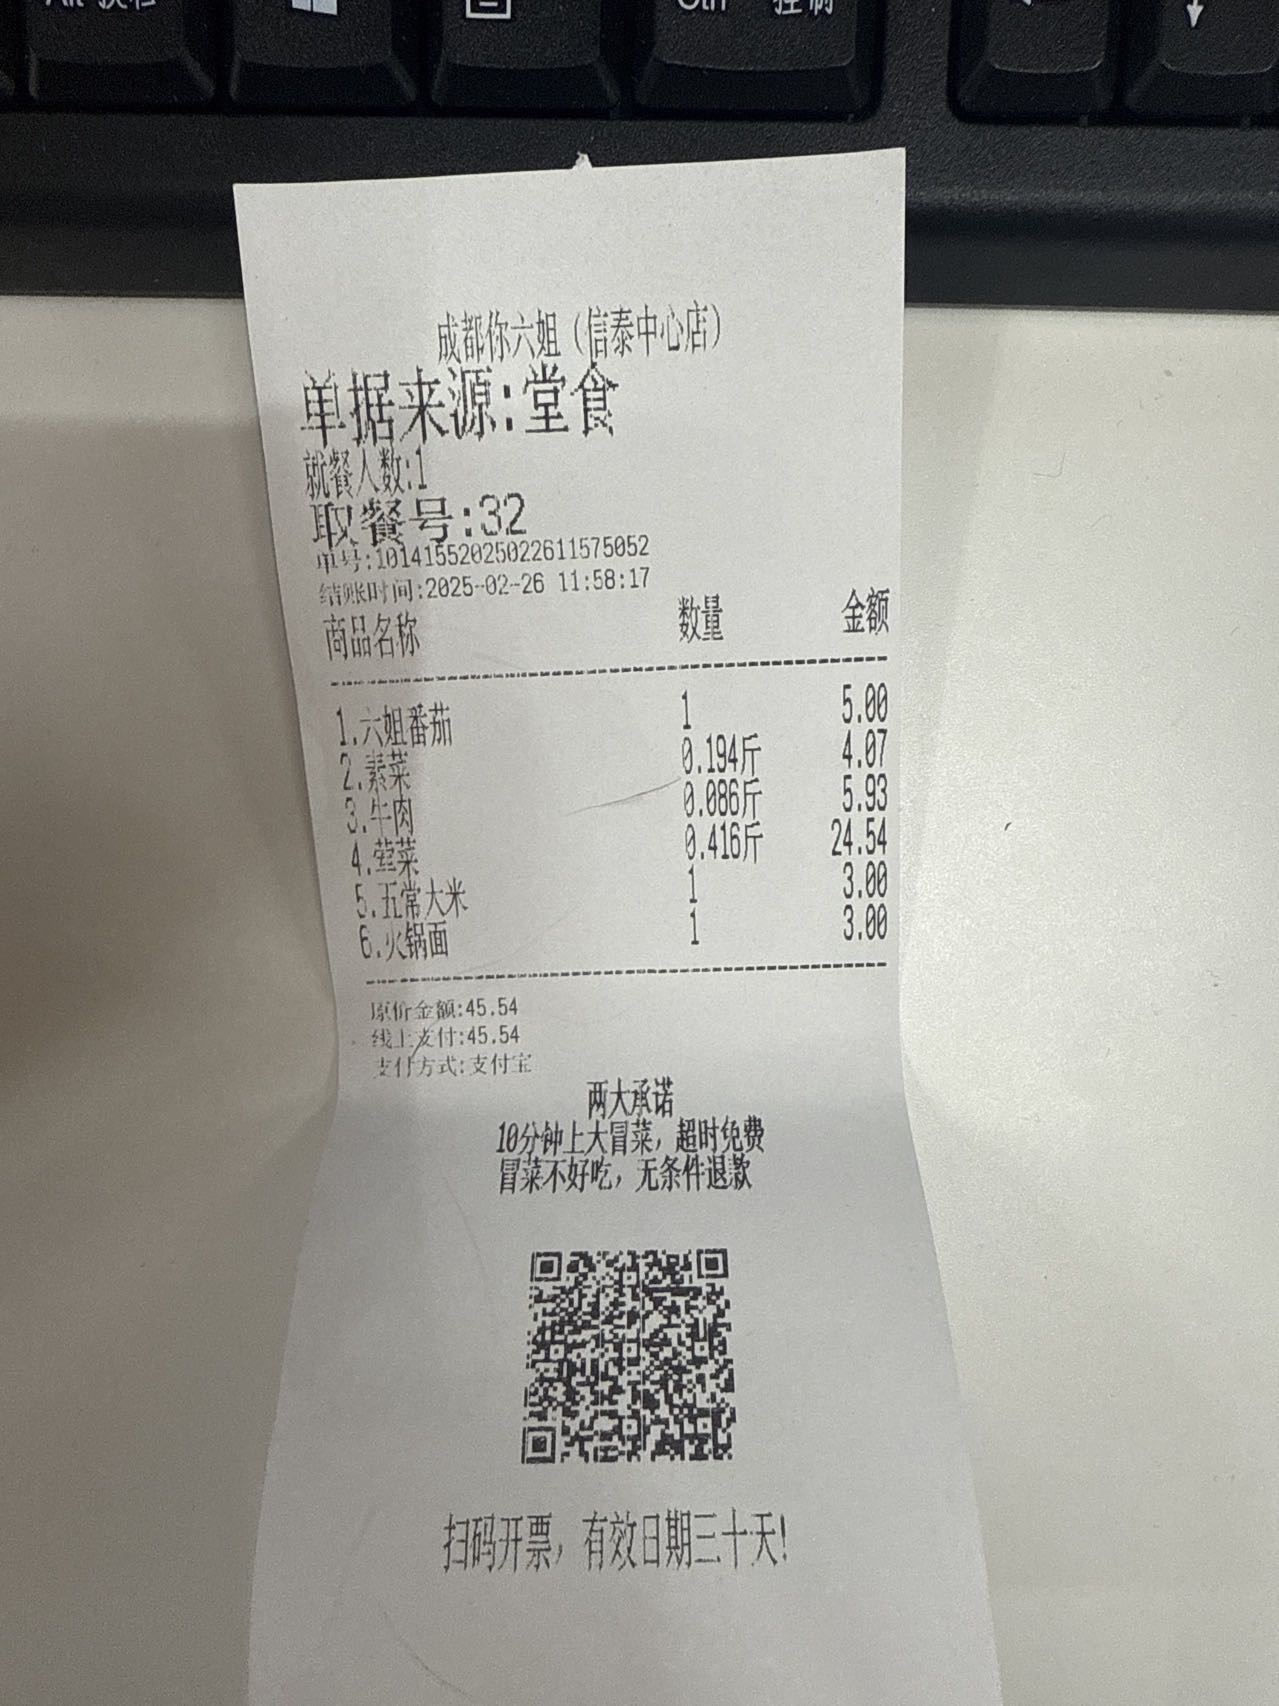 Ctrl 控制
成都你六姐（信泰中心店）
单据来源:堂食
就餐人数:1
取餐号:32
单号:10141552025022611575052
结账时间:2025-02-26 11:58:17
商品名称 数量 金额
1.六姐番茄 1 5.00
2.素菜 0.194斤 4.07
3.牛肉 0.086斤 5.93
4.荤菜 0.416斤 24.54
5.五常大米 1 3.00
6.火锅面 1 3.00
原价金额:45.54
线上支付:45.54
支付方式:支付宝
两大承诺
10分钟上大冒菜，超时免费
冒菜不好吃，无条件退款
扫码开票，有效日期三十天!